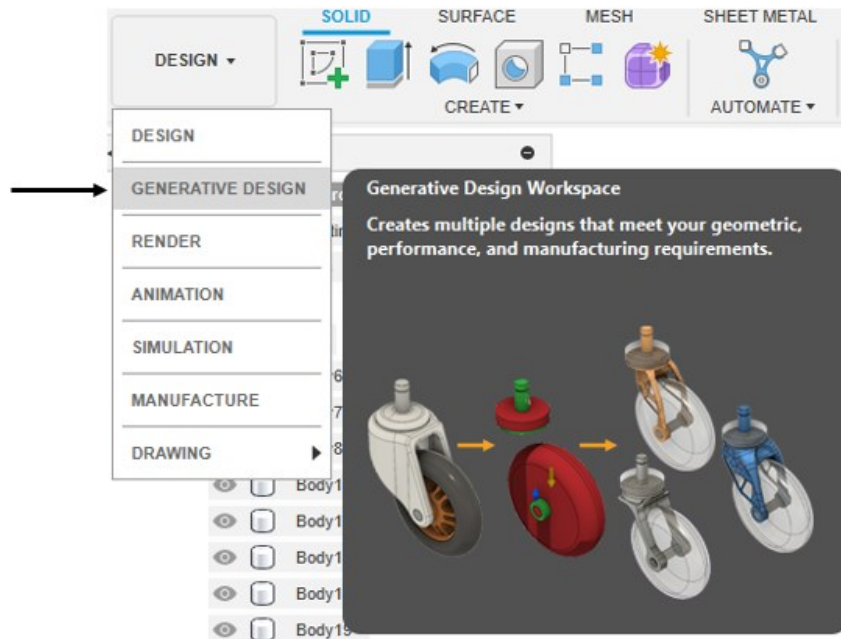 SOLID SURFACE MESH SHEET METAL
DESIGN
CREATE AUTOMATE
DESIGN
GENERATIVE DESIGN
RENDER
ANIMATION
SIMULATION
MANUFACTURE
DRAWING
Generative Design Workspace
Creates multiple designs that meet your geometric,
performance, and manufacturing requirements.
Body1
Body1
Body1
Body1
Body19